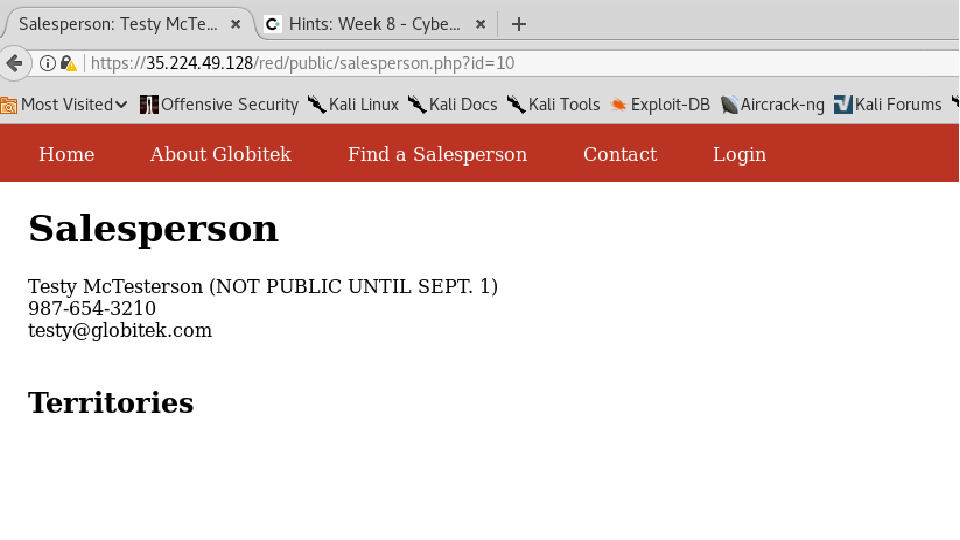 Salesperson: Testy McTe...
Hints: Week 8 - Cybe...
https://35.224.49.128/red/public/salesperson.php?id=10
Most Visited Offensive Security Kali Linux Kali Docs Kali Tools Exploit-DB Aircrack-ng Kali Forums
Home About Globitek Find a Salesperson Contact Login
Salesperson
Testy McTesterson (NOT PUBLIC UNTIL SEPT. 1)
987-654-3210
testy@globitek.com
Territories